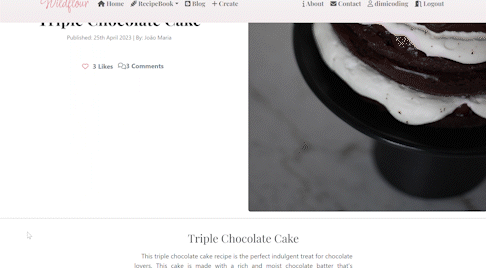 Wildflour Home RecipeBook Blog + Create About Contact dimicoding Logout
Triple Chocolate Cake
Published: 25th April 2023 | By: João Maria
3 Likes 3 Comments
Triple Chocolate Cake
This triple chocolate cake recipe is the perfect indulgent treat for chocolate
lovers. This cake is made with a rich and moist chocolate batter that's